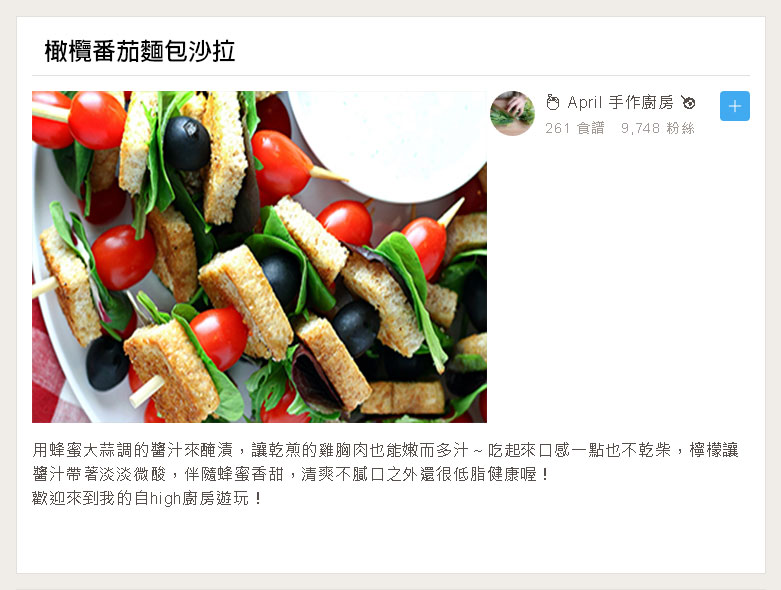 橄欖番茄麵包沙拉
April 手作廚房
261 食譜 9,748 粉絲
用蜂蜜大蒜調的醬汁來醃漬，讓乾煎的雞胸肉也能嫩而多汁～吃起來口感一點也不乾柴，檸檬讓
醬汁帶著淡淡微酸，伴隨蜂蜜香甜，清爽不膩口之外還很低脂健康喔！
歡迎來到我的自high廚房遊玩！